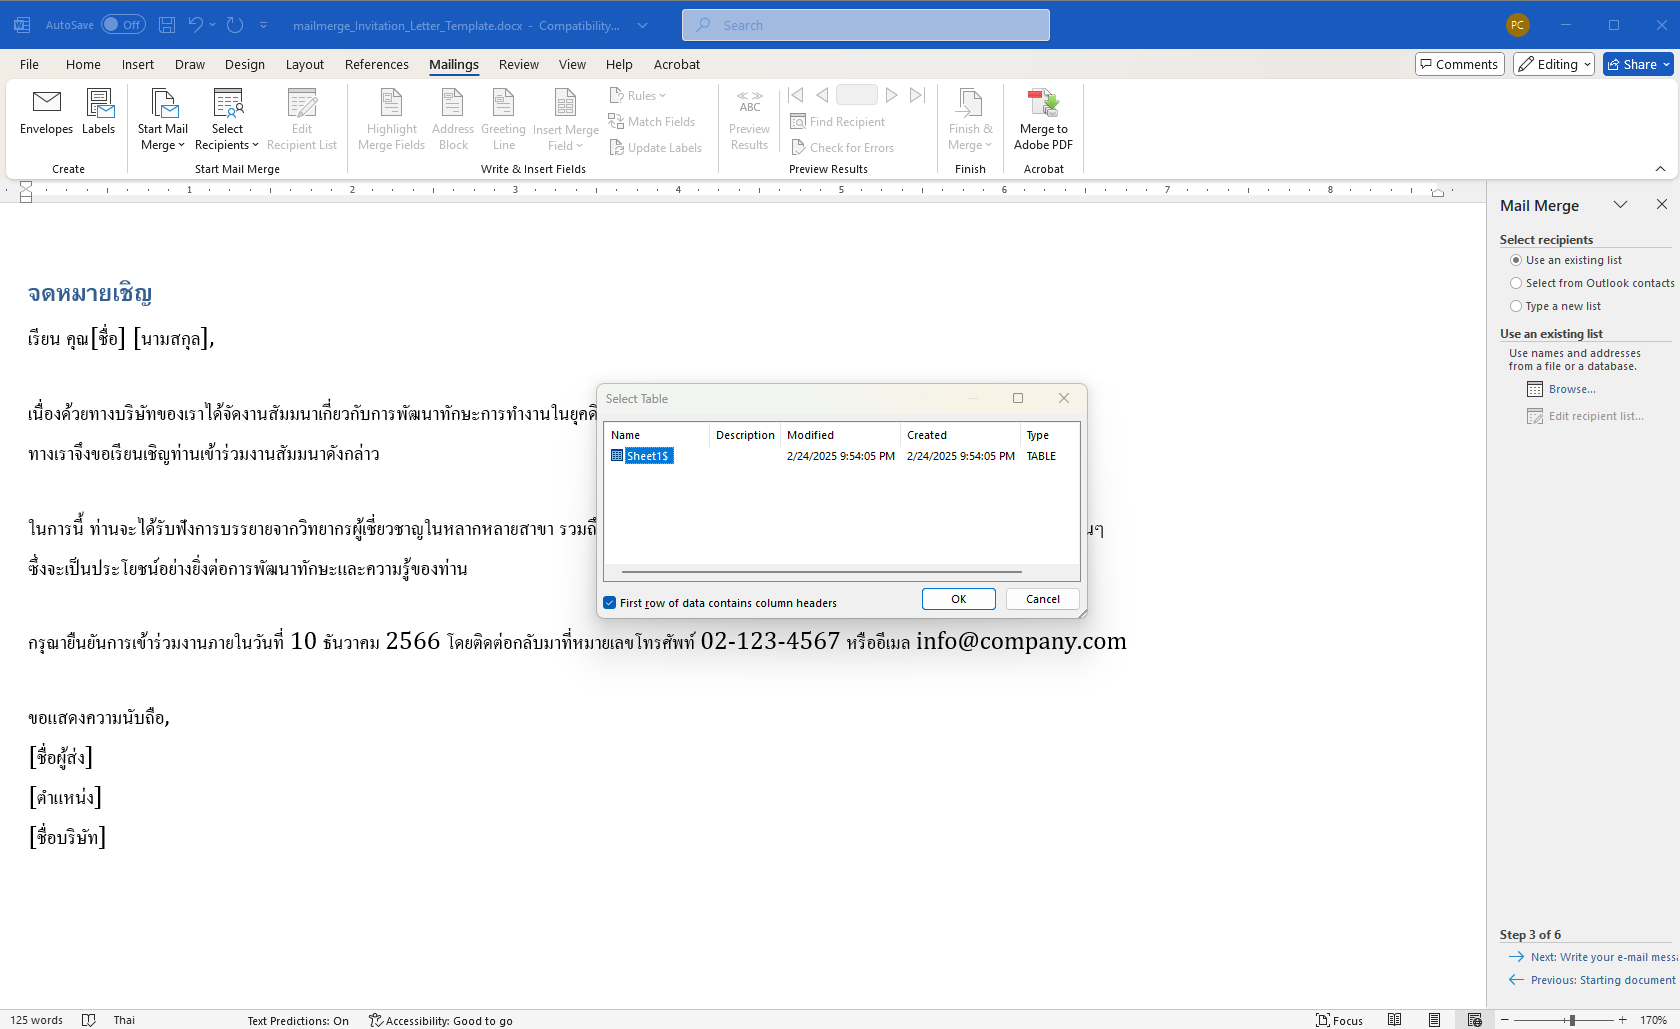 AutoSave Off mailmerge_Invitation_Letter_Template.docx - Compatibility... Search PC
File Home Insert Draw Design Layout References Mailings Review View Help Acrobat Comments Editing Share
Envelopes Labels Start Mail Merge Select Recipients Edit Recipient List Highlight Merge Fields Address Block Greeting Line Insert Merge Field Rules Match Fields Update Labels ABC Preview Results Find Recipient Check for Errors Finish & Merge Merge to Adobe PDF
Create Start Mail Merge Write & Insert Fields Preview Results Finish Acrobat
1 2 3 4 5 6 7 8
จดหมายเชิญ
เรียน คุณ[ชื่อ] [นามสกุล],
เนื่องด้วยทางบริษัทของเราได้จัดงานสัมมนาเกี่ยวกับการพัฒนาทักษะการทำงานในยุคดิ
ทางเราจึงขอเรียนเชิญท่านเข้าร่วมงานสัมมนาดังกล่าว
ในการนี้ ท่านจะได้รับฟังการบรรยายจากวิทยากรผู้เชี่ยวชาญในหลากหลายสาขา รวมถึ นๆ
ซึ่งจะเป็นประโยชน์อย่างยิ่งต่อการพัฒนาทักษะและความรู้ของท่าน
กรุณายืนยันการเข้าร่วมงานภายในวันที่ 10 ธันวาคม 2566 โดยติดต่อกลับมาที่หมายเลขโทรศัพท์ 02-123-4567 หรืออีเมล info@company.com
ขอแสดงความนับถือ,
[ชื่อผู้ส่ง]
[ตำแหน่ง]
[ชื่อบริษัท]
Select Table
Name Description Modified Created Type
Sheet1$ 2/24/2025 9:54:05 PM 2/24/2025 9:54:05 PM TABLE
First row of data contains column headers OK Cancel
Mail Merge
Select recipients
Use an existing list
Select from Outlook contacts
Type a new list
Use an existing list
Use names and addresses
from a file or a database.
Browse...
Edit recipient list...
Step 3 of 6
Next: Write your e-mail mess
Previous: Starting document
125 words Thai Text Predictions: On Accessibility: Good to go Focus 170%